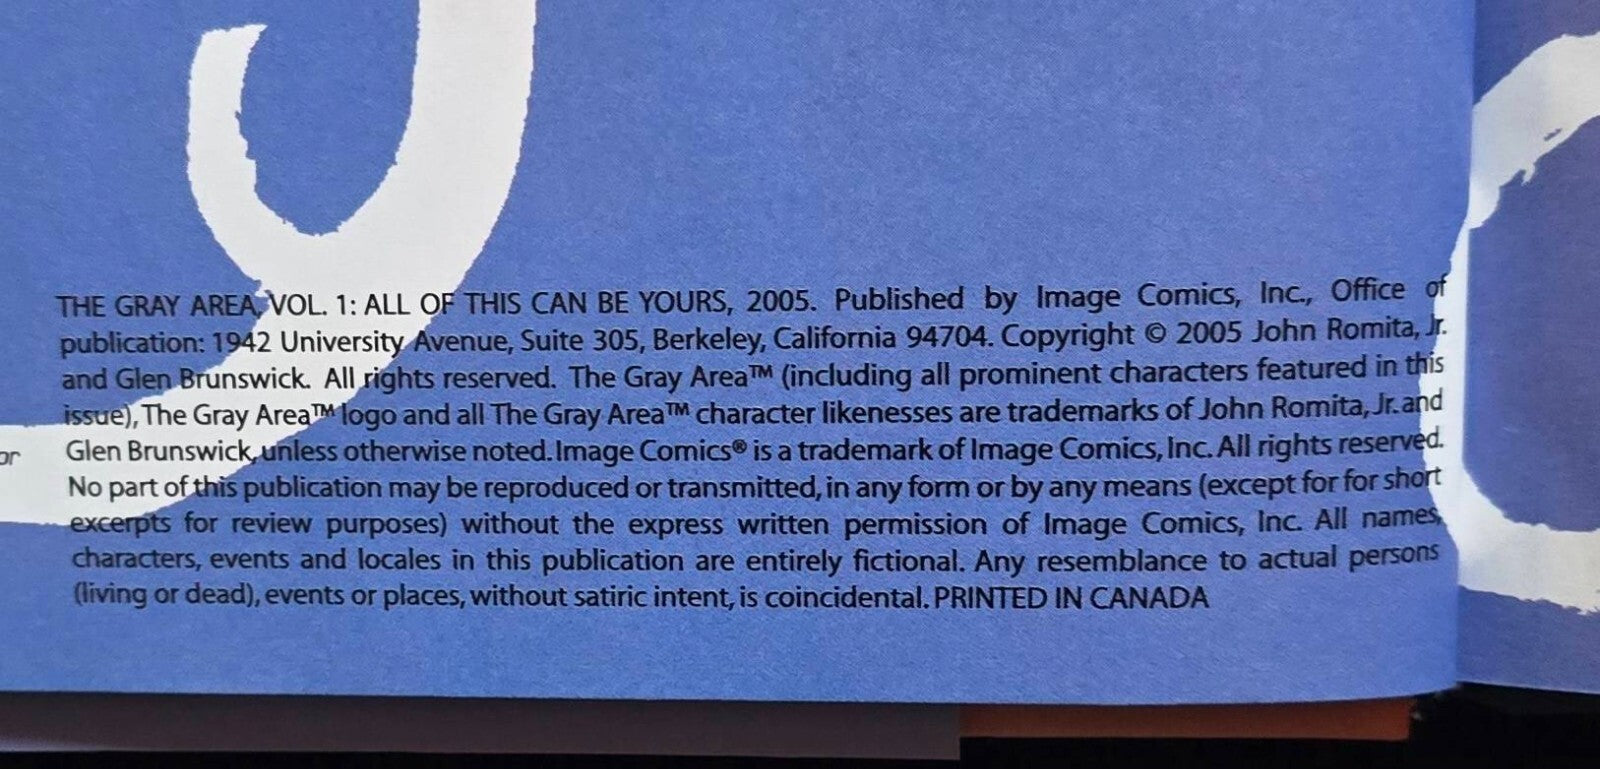 THE GRAY AREA, VOL. 1: ALL OF THIS CAN BE YOURS, 2005. Published by Image Comics, Inc., Office of
publication: 1942 University Avenue, Suite 305, Berkeley, California 94704. Copyright © 2005 John Romita, Jr.
and Glen Brunswick. All rights reserved. The Gray Area™ (including all prominent characters featured in this
issue), The Gray Area™ logo and all The Gray Area™ character likenesses are trademarks of John Romita, Jr. and
or
Glen Brunswick, unless otherwise noted. Image Comics® is a trademark of Image Comics, Inc. All rights reserved.
No part of this publication may be reproduced or transmitted, in any form or by any means (except for for short
excerpts for review purposes) without the express written permission of Image Comics, Inc. All names,
characters, events and locales in this publication are entirely fictional. Any resemblance to actual persons
(living or dead), events or places, without satiric intent, is coincidental. PRINTED IN CANADA